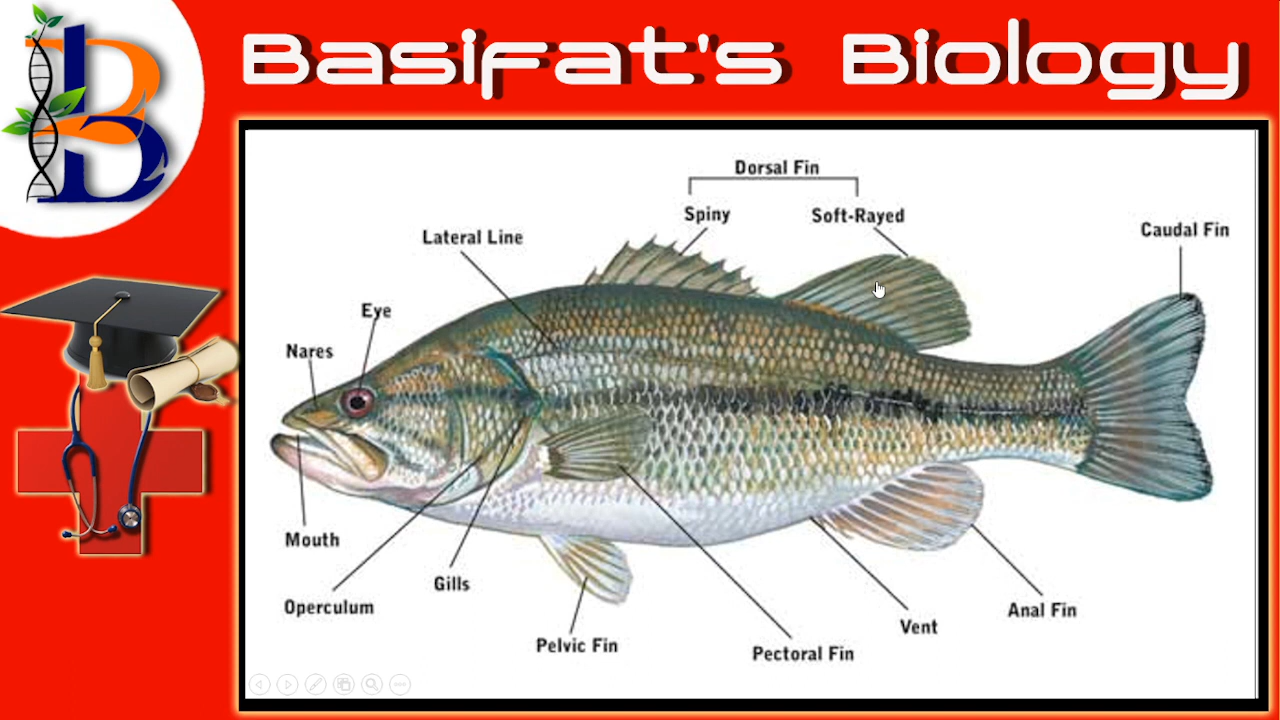 Basifat's Biology
B
Dorsal Fin
Spiny
Soft-Rayed
Caudal Fin
Lateral Line
Eye
Nares
Mouth
Gills
Operculum
Pelvic Fin
Pectoral Fin
Vent
Anal Fin